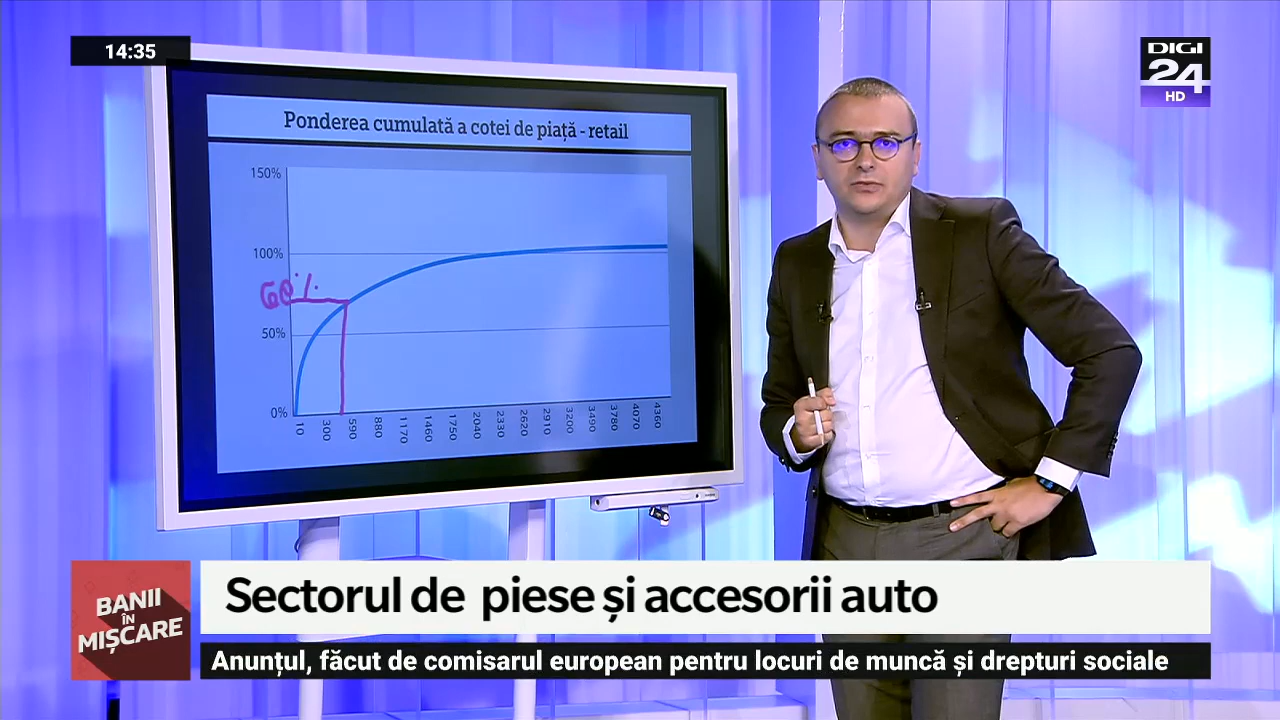 14:35
DIGI
24
HD
Ponderea cumulată a cotei de piață - retail
150%
100%
60%
50%
0%
10 300 590 880 1170 1460 1750 2040 2330 2620 2910 3200 3490 3780 4070 4360
BANII
ÎN
MIȘCARE
Sectorul de piese și accesorii auto
Anunțul, făcut de comisarul european pentru locuri de muncă și drepturi sociale